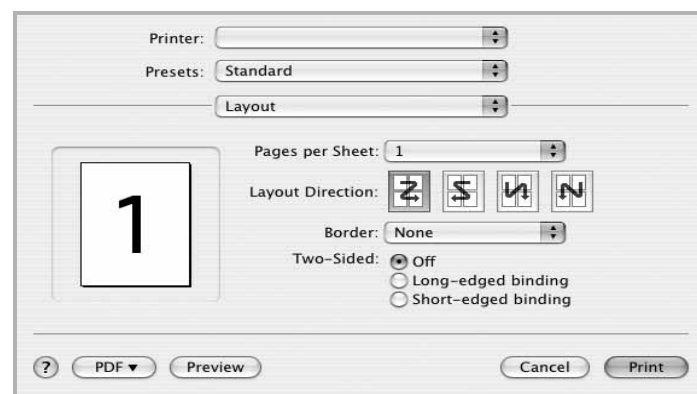 Printer:
Presets: Standard
Layout
Pages per Sheet: 1
1
Layout Direction:
Border: None
Two-Sided: Off
Long-edged binding
Short-edged binding
? PDF▼ Preview Cancel Print